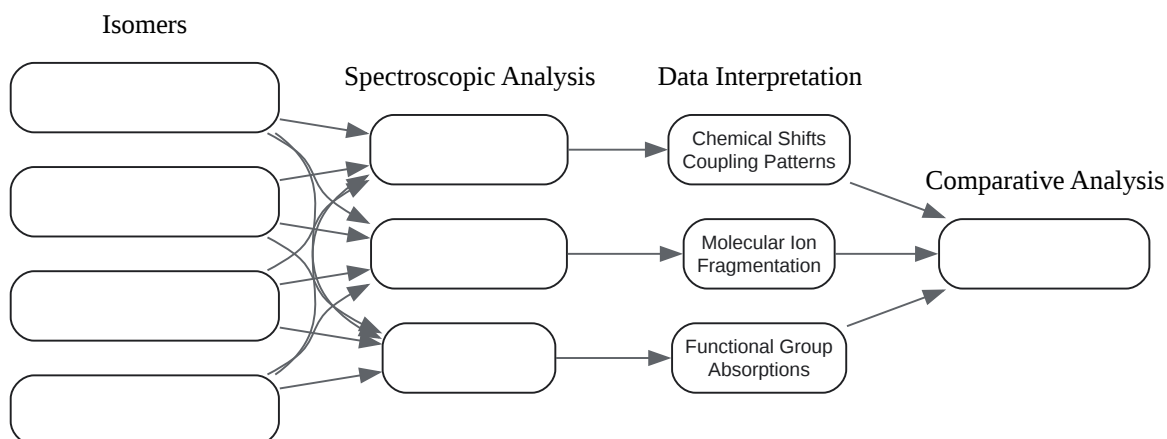 Isomers
Spectroscopic Analysis
Data Interpretation
Chemical Shifts
Coupling Patterns
Comparative Analysis
Molecular Ion
Fragmentation
Functional Group
Absorptions